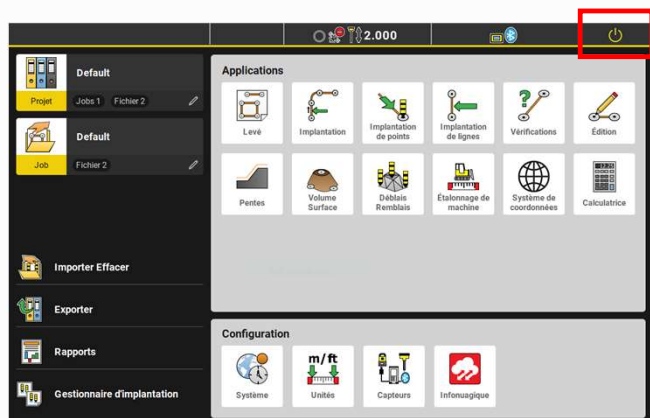 2.000
Default
Projet
Jobs 1 Fichier 2
Default
Job
Fichier 2
Importer Effacer
Exporter
Rapports
Gestionnaire d'implantation
Applications
Levé
Implantation
Implantation
de points
Implantation
de lignes
Vérifications
Édition
Pentes
Volume
Surface
Déblais
Remblais
Étalonnage de
machine
Système de
coordonnées
Calculatrice
Configuration
Système
m/ft
Unités
Capteurs
Infonuagique